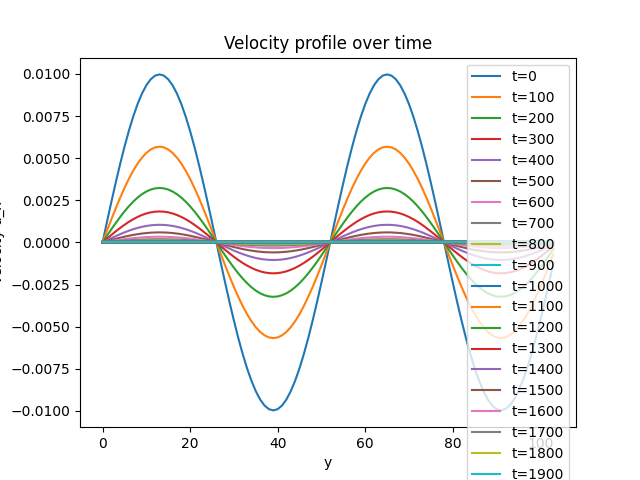 Velocity profile over time
0.0100
0.0075
0.0050
0.0025
0.0000
−0.0025
−0.0050
−0.0075
−0.0100
0 20 40 60 80 100
y
t=0
t=100
t=200
t=300
t=400
t=500
t=600
t=700
t=800
t=900
t=1000
t=1100
t=1200
t=1300
t=1400
t=1500
t=1600
t=1700
t=1800
t=1900